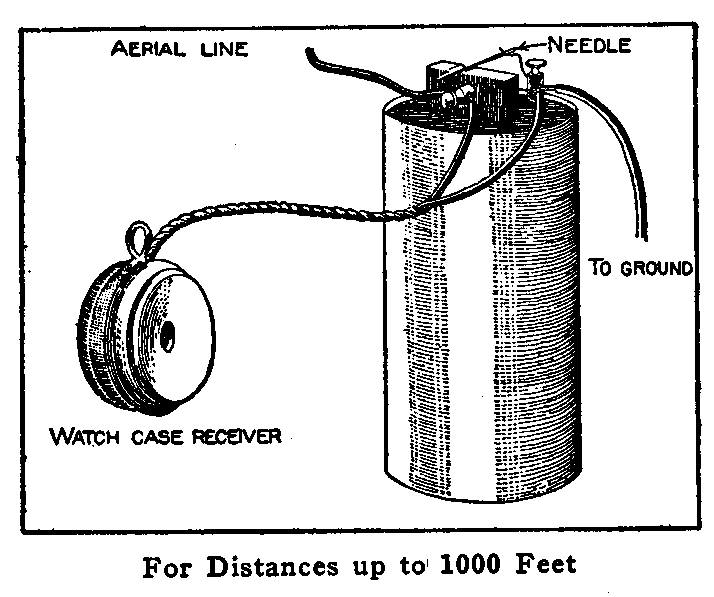 AERIAL LINE
NEEDLE
TO GROUND
WATCH CASE RECEIVER
For Distances up to 1000 Feet